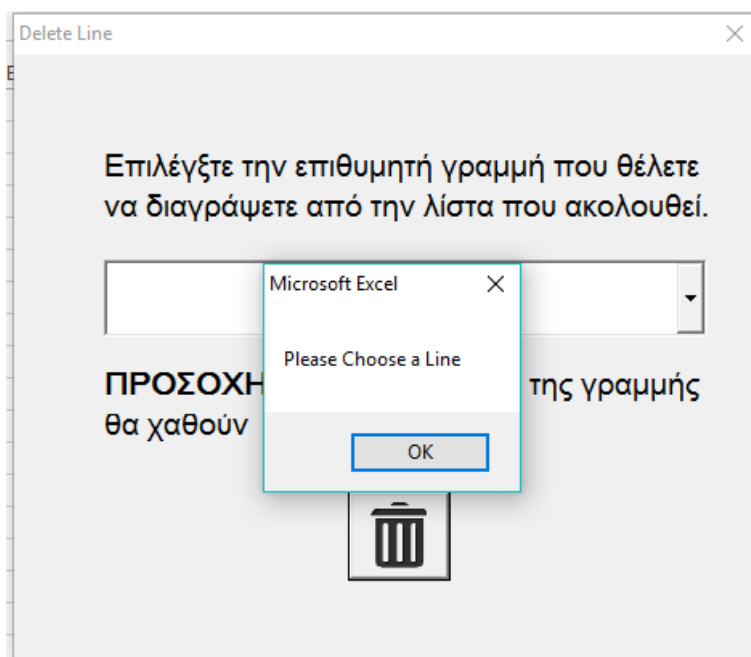 Delete Line
Επιλέγξτε την επιθυμητή γραμμή που θέλετε
να διαγράψετε από την λίστα που ακολουθεί.
Microsoft Excel
Please Choose a Line
OK
ΠΡΟΣΟΧΗ της γραμμής
θα χαθούν